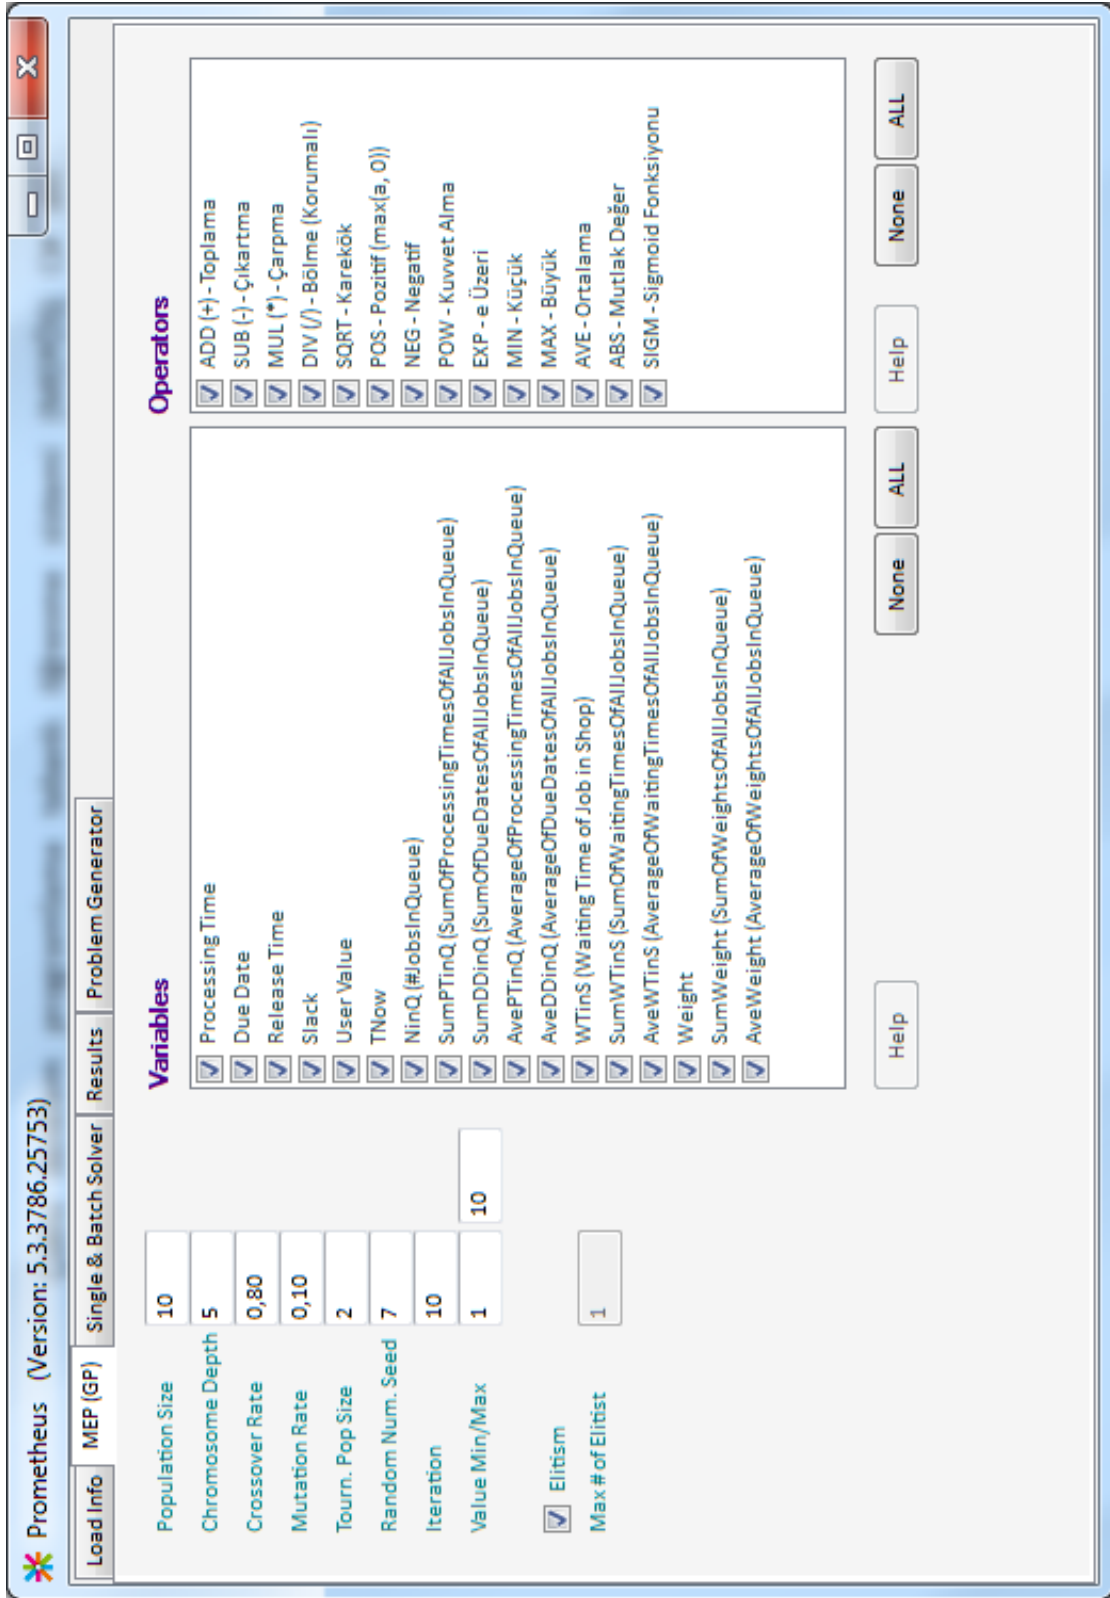 Prometheus (Version: 5.3.3786.25753)
Load Info MEP (GP) Single & Batch Solver Results Problem Generator
Population Size 10
Chromosome Depth 5
Crossover Rate 0,80
Mutation Rate 0,10
Tourn. Pop Size 2
Random Num. Seed 7
Iteration 10
Value Min/Max 1 10
Elitism
Max # of Elitist 1
Variables
Processing Time
Due Date
Release Time
Slack
User Value
TNow
NinQ (#JobsInQueue)
SumPTinQ (SumOfProcessingTimesOfAllJobsInQueue)
SumDDinQ (SumOfDueDatesOfAllJobsInQueue)
AvePTinQ (AverageOfProcessingTimesOfAllJobsInQueue)
AveDDinQ (AverageOfDueDatesOfAllJobsInQueue)
WTinS (Waiting Time of Job in Shop)
SumWTinS (SumOfWaitingTimesOfAllJobsInQueue)
AveWTinS (AverageOfWaitingTimesOfAllJobsInQueue)
Weight
SumWeight (SumOfWeightsOfAllJobsInQueue)
AveWeight (AverageOfWeightsOfAllJobsInQueue)
Help None ALL
Operators
ADD (+) - Toplama
SUB (-) - Çıkartma
MUL (*) - Çarpma
DIV (/) - Bölme (Korumalı)
SQRT - Karekök
POS - Pozitif (max(a, 0))
NEG - Negatif
POW - Kuvvet Alma
EXP - e Üzeri
MIN - Küçük
MAX - Büyük
AVE - Ortalama
ABS - Mutlak Değer
SIGM - Sigmoid Fonksiyonu
Help None ALL